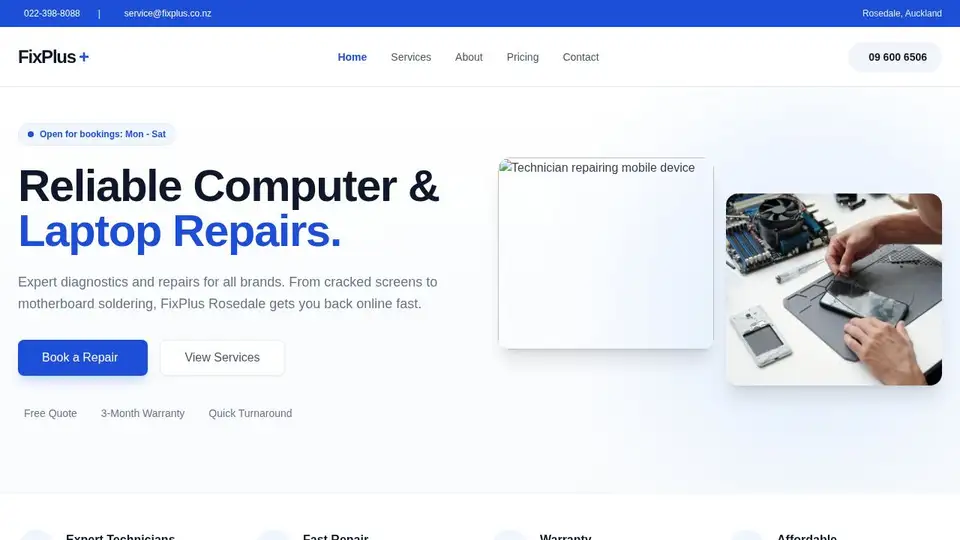 022-398-8088 | service@fixplus.co.nz Rosedale, Auckland
FixPlus + Home Services About Pricing Contact 09 600 6506
Open for bookings: Mon - Sat
Reliable Computer &
Laptop Repairs.
Expert diagnostics and repairs for all brands. From cracked screens to
motherboard soldering, FixPlus Rosedale gets you back online fast.
Book a Repair View Services
Free Quote 3-Month Warranty Quick Turnaround
Technician repairing mobile device
Expert Technicians Fast Repair Warranty Affordable